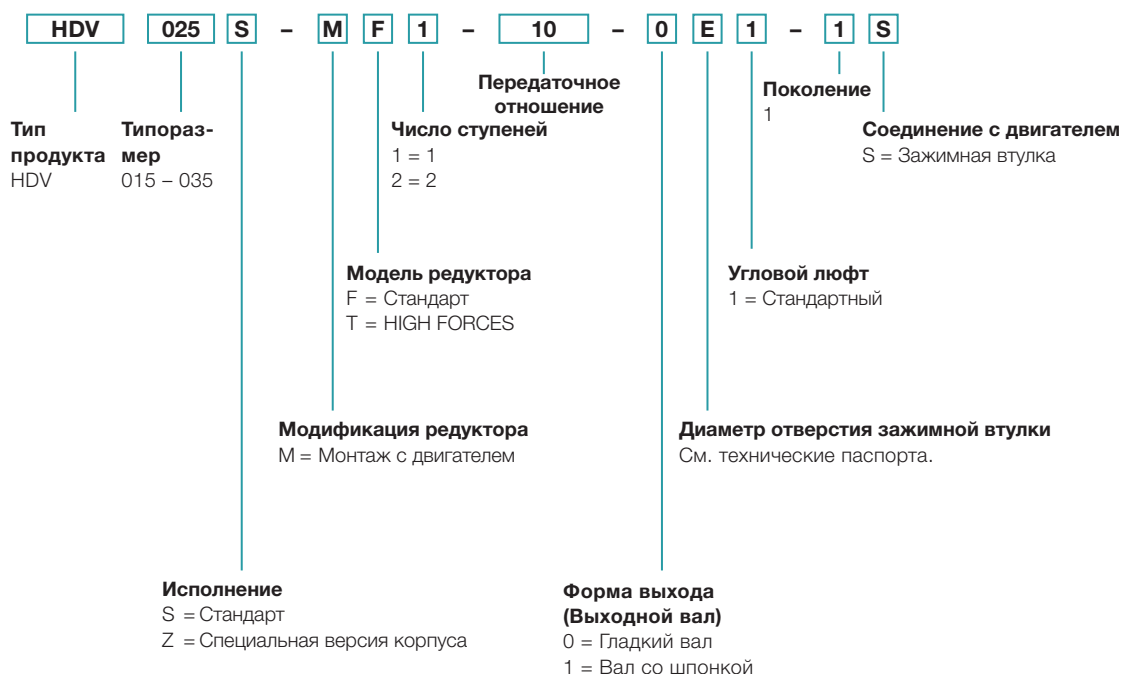 HDV 025 S – M F 1 – 10 – 0 E 1 – 1 S
Передаточное
отношение
Поколение
1
Тип
продукта
HDV
Типораз-
мер
015 – 035
Число ступеней
1 = 1
2 = 2
Соединение с двигателем
S = Зажимная втулка
Модель редуктора
F = Стандарт
T = HIGH FORCES
Угловой люфт
1 = Стандартный
Модификация редуктора
M = Монтаж с двигателем
Диаметр отверстия зажимной втулки
См. технические паспорта.
Исполнение
S = Стандарт
Z = Специальная версия корпуса
Форма выхода
(Выходной вал)
0 = Гладкий вал
1 = Вал со шпонкой